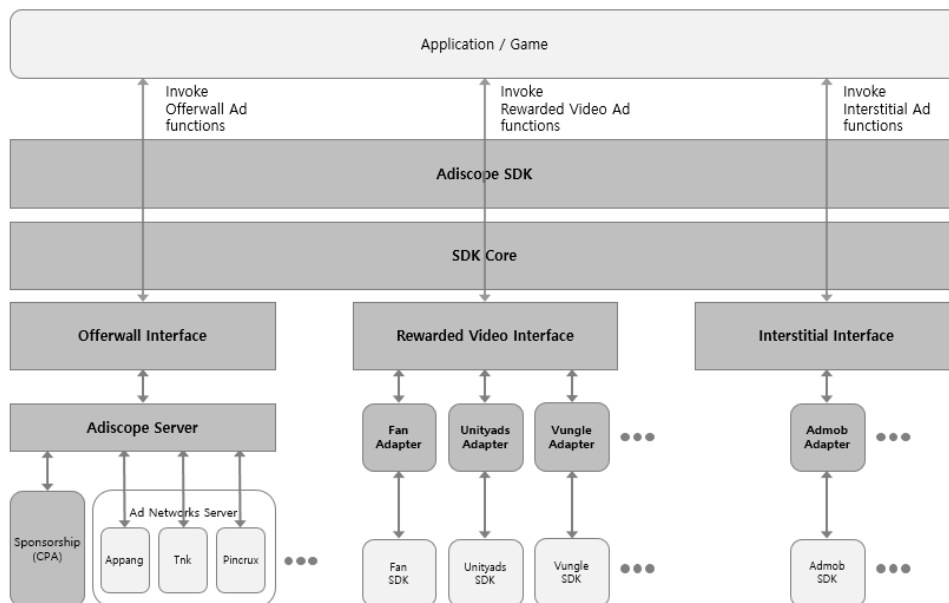 Application / Game
Invoke
Offerwall Ad
functions
Invoke
Rewarded Video Ad
functions
Invoke
Interstitial Ad
functions
Adiscope SDK
SDK Core
Offerwall Interface
Rewarded Video Interface
Interstitial Interface
Adiscope Server
Fan
Adapter
Unityads
Adapter
Vungle
Adapter
Admob
Adapter
Sponsorship
(CPA)
Ad Networks Server
Appang
Tnk
Pincrux
Fan
SDK
Unityads
SDK
Vungle
SDK
Admob
SDK